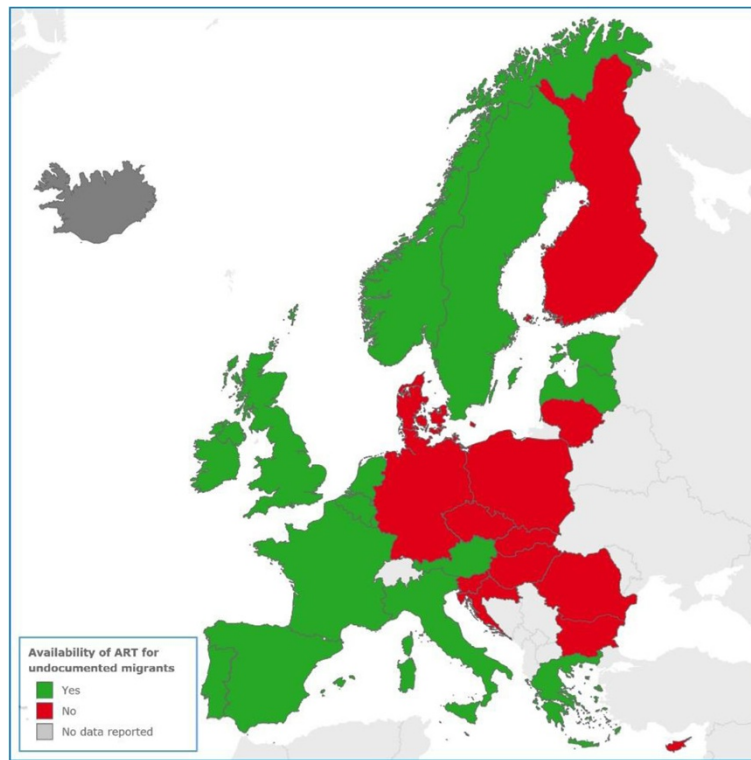 Availability of ART for
undocumented migrants
Yes
No
No data reported